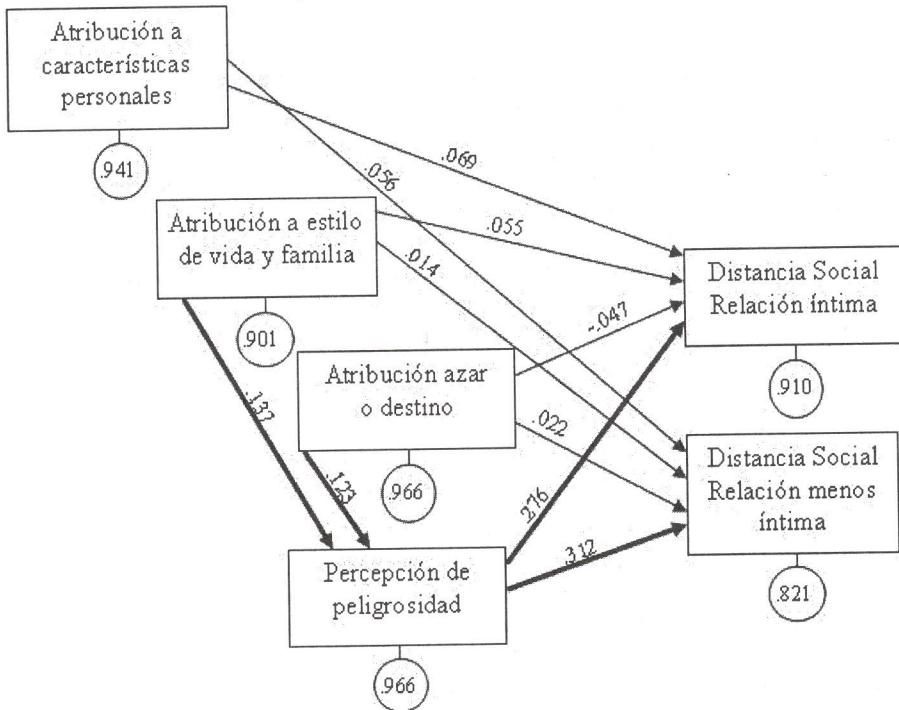 Atribución a
características
personales
.941
.069
.056
Atribución a estilo
de vida y familia
.901
.055
.014
Distancia Social
Relación íntima
.910
-.047
Atribución azar
o destino
.966
.022
.137
.123
.276
.312
Distancia Social
Relación menos
íntima
.821
Percepción de
peligrosidad
.966